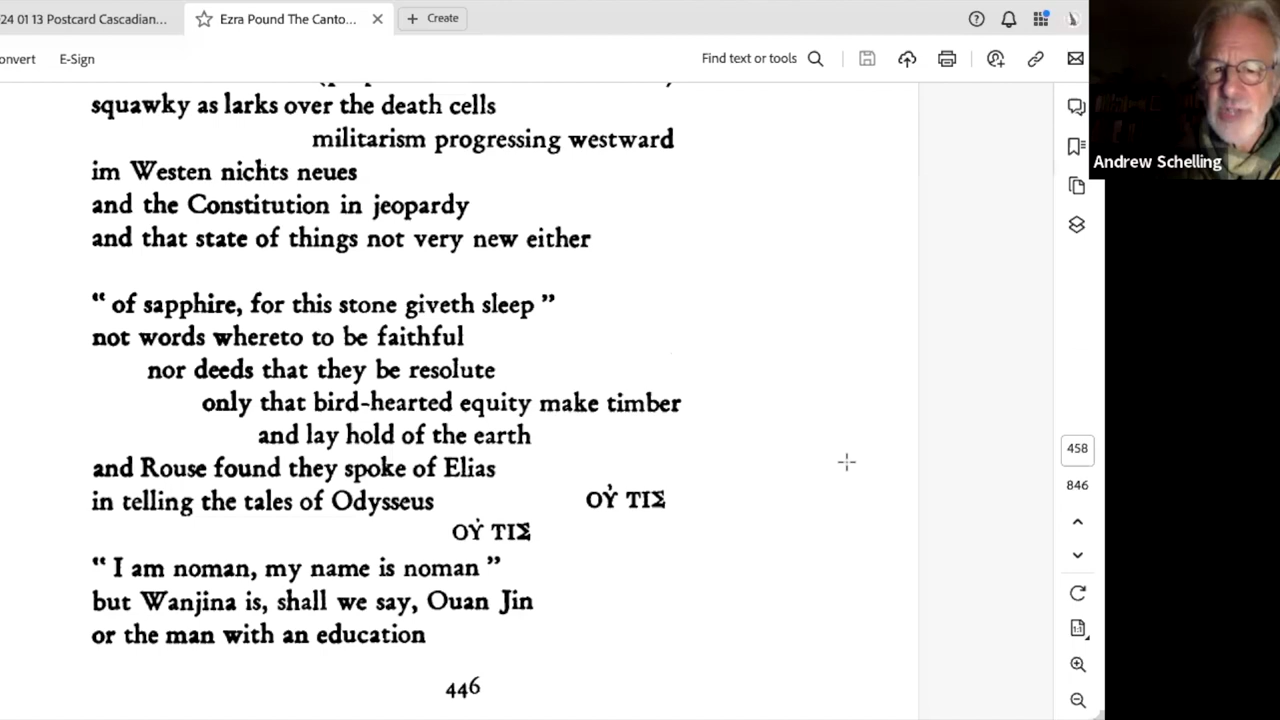 24 01 13 Postcard Cascadian...
Ezra Pound The Canto...
Create
onvert
E-Sign
Find text or tools
Andrew Schelling
squawky as larks over the death cells
militarism progressing westward
im Westen nichts neues
and the Constitution in jeopardy
and that state of things not very new either
“ of sapphire, for this stone giveth sleep ”
not words whereto to be faithful
nor deeds that they be resolute
only that bird-hearted equity make timber
and lay hold of the earth
and Rouse found they spoke of Elias
in telling the tales of Odysseus Οὐ ΤΙΣ
Οὐ ΤΙΣ
“ I am noman, my name is noman ”
but Wanjina is, shall we say, Ouan Jin
or the man with an education
446
458
846
1:1